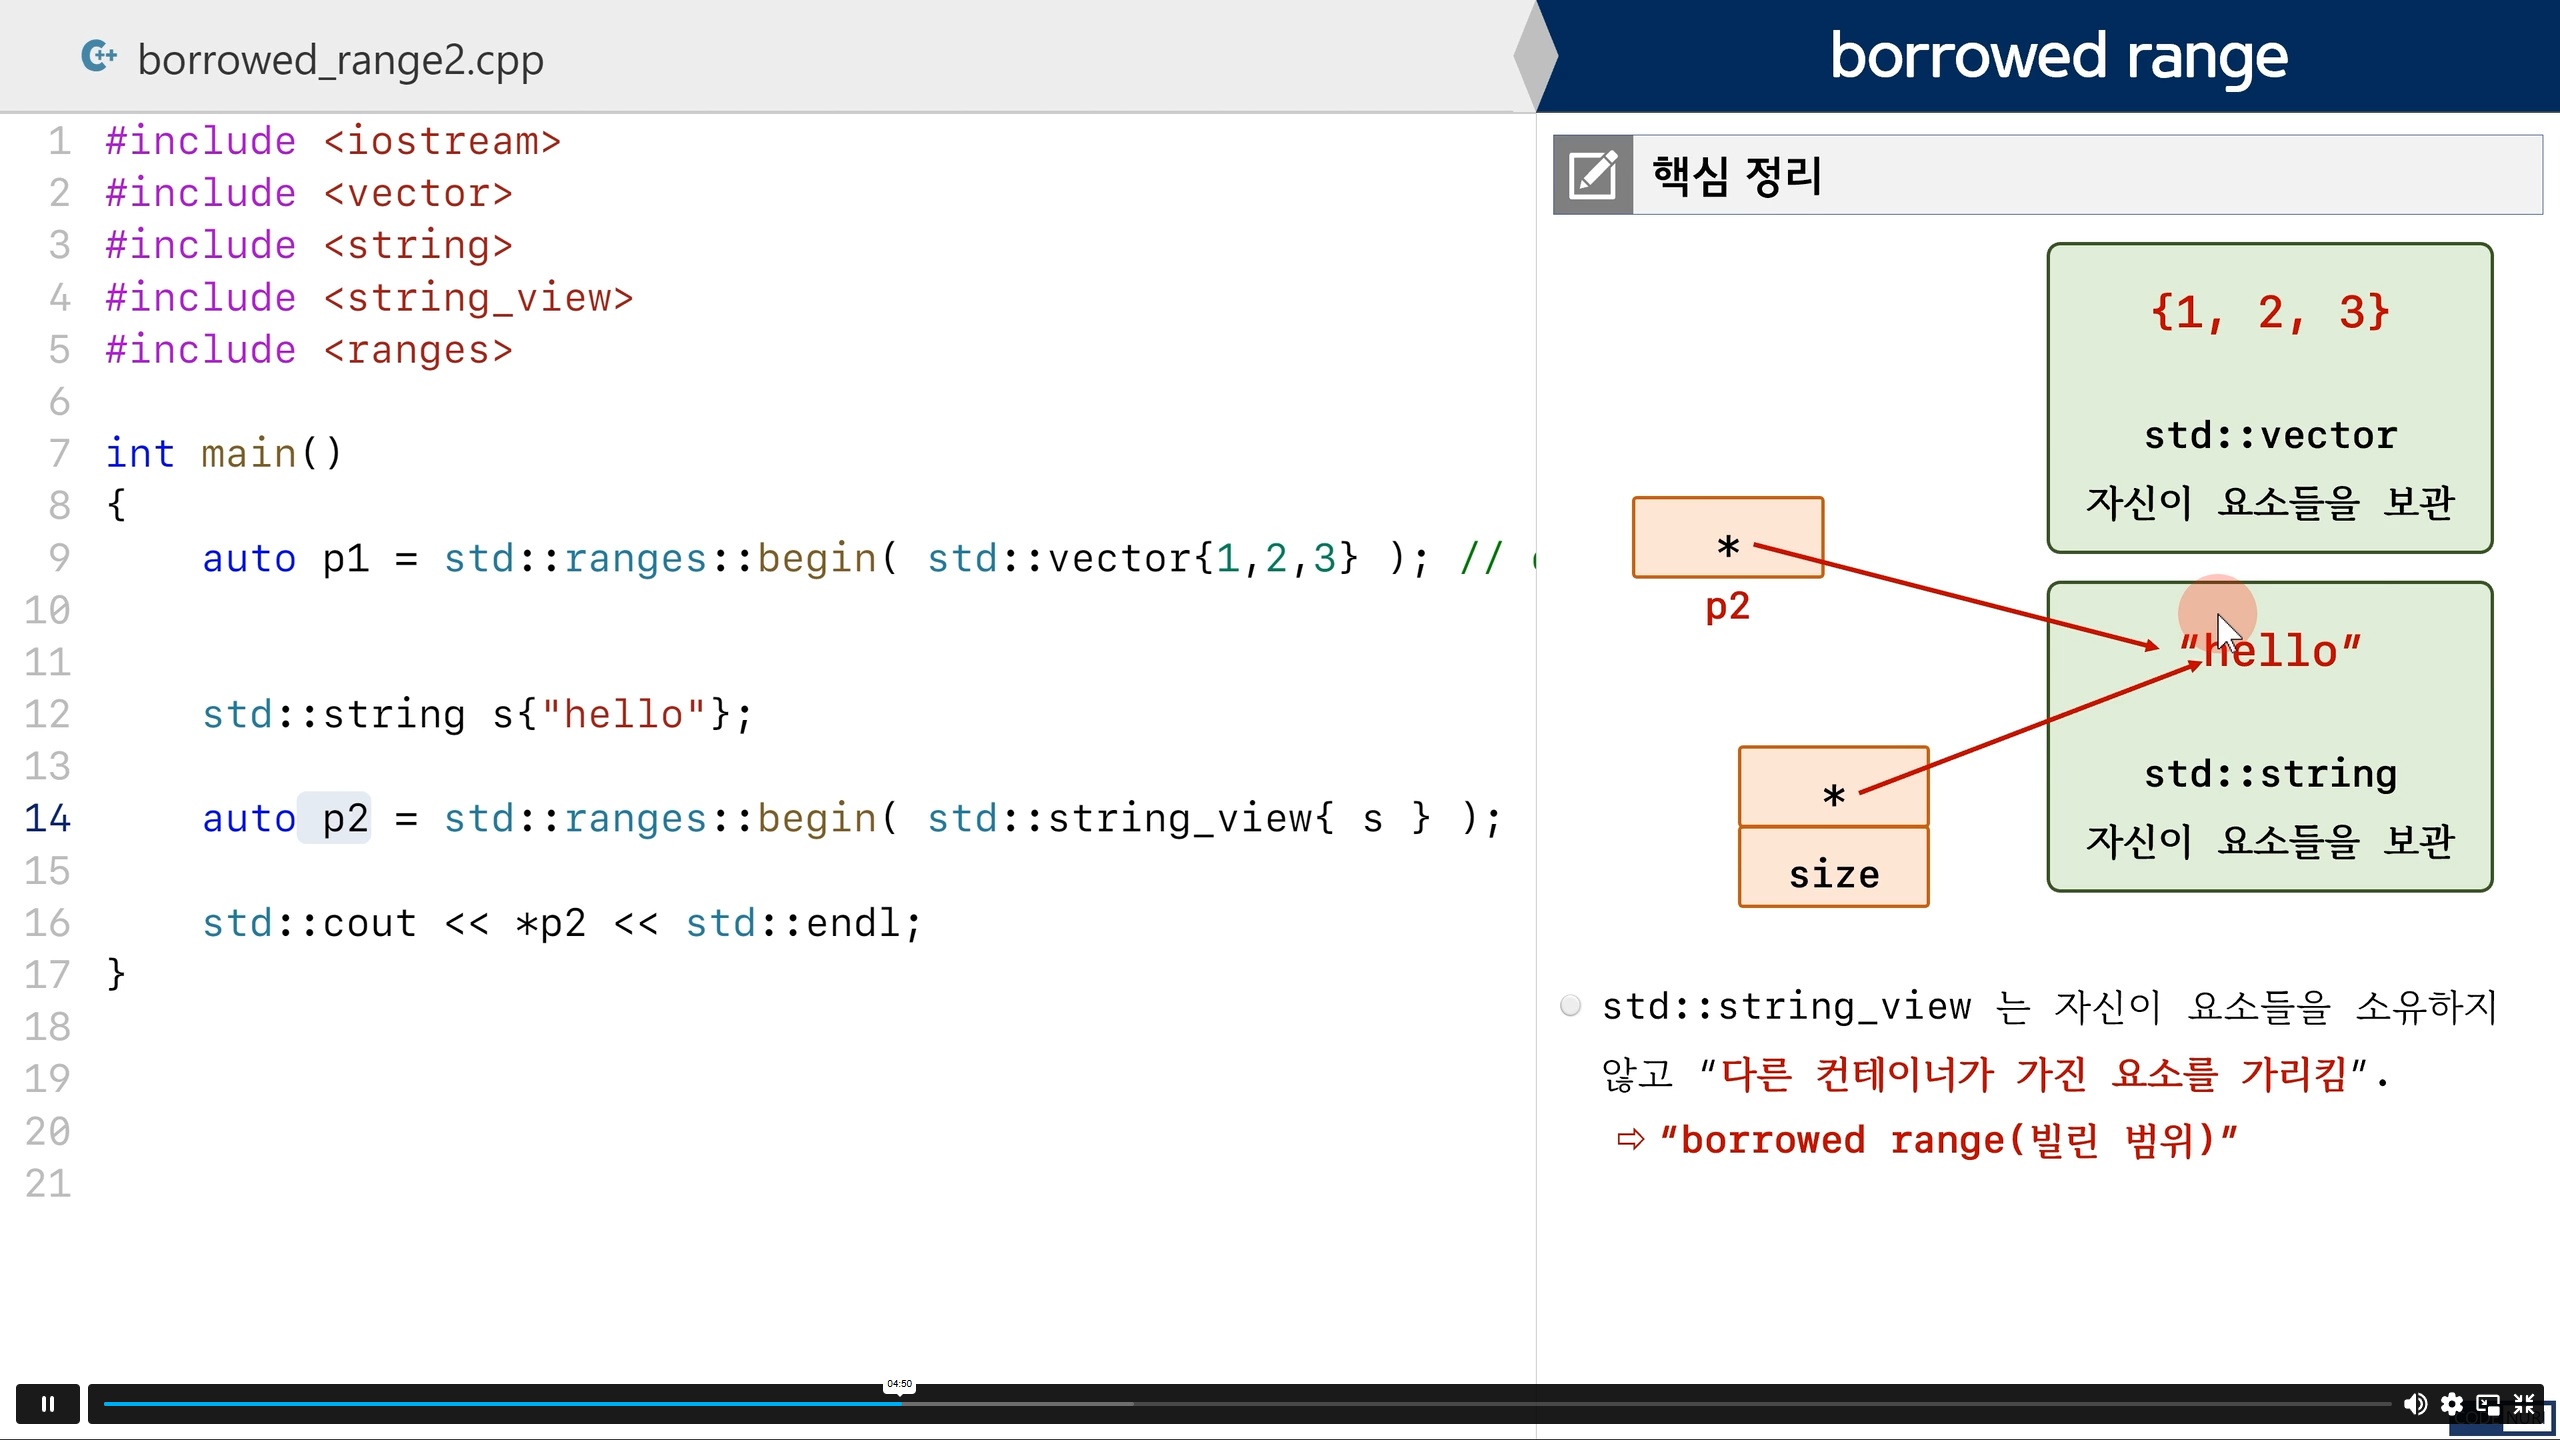 borrowed_range2.cpp
borrowed range
1 #include <iostream>
2 #include <vector>
3 #include <string>
4 #include <string_view>
5 #include <ranges>
6
7 int main()
8 {
9 auto p1 = std::ranges::begin( std::vector{1,2,3} ); //
10
11
12 std::string s{"hello"};
13
14 auto p2 = std::ranges::begin( std::string_view{ s } );
15
16 std::cout << *p2 << std::endl;
17 }
18
19
20
21
핵심 정리
{1, 2, 3}
std::vector
자신이 요소들을 보관
*
p2
“hello”
std::string
자신이 요소들을 보관
*
size
std::string_view 는 자신이 요소들을 소유하지
않고 “다른 컨테이너가 가진 요소를 가리킴”.
⇨ “borrowed range(빌린 범위)”
04:50